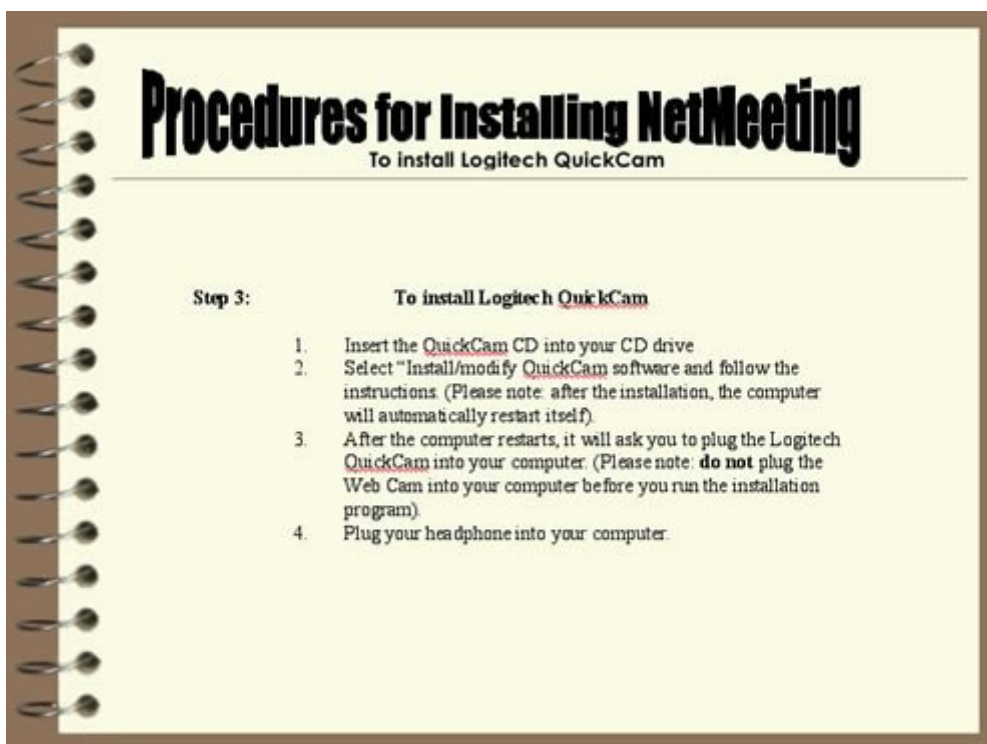 Procedures for Installing NetMeeting
To install Logitech QuickCam
Step 3: To install Logitech QuickCam
1. Insert the QuickCam CD into your CD drive
2. Select "Install/modify QuickCam software and follow the
instructions. (Please note: after the installation, the computer
will automatically restart itself).
3. After the computer restarts, it will ask you to plug the Logitech
QuickCam into your computer. (Please note: do not plug the
Web Cam into your computer before you run the installation
program).
4. Plug your headphone into your computer.